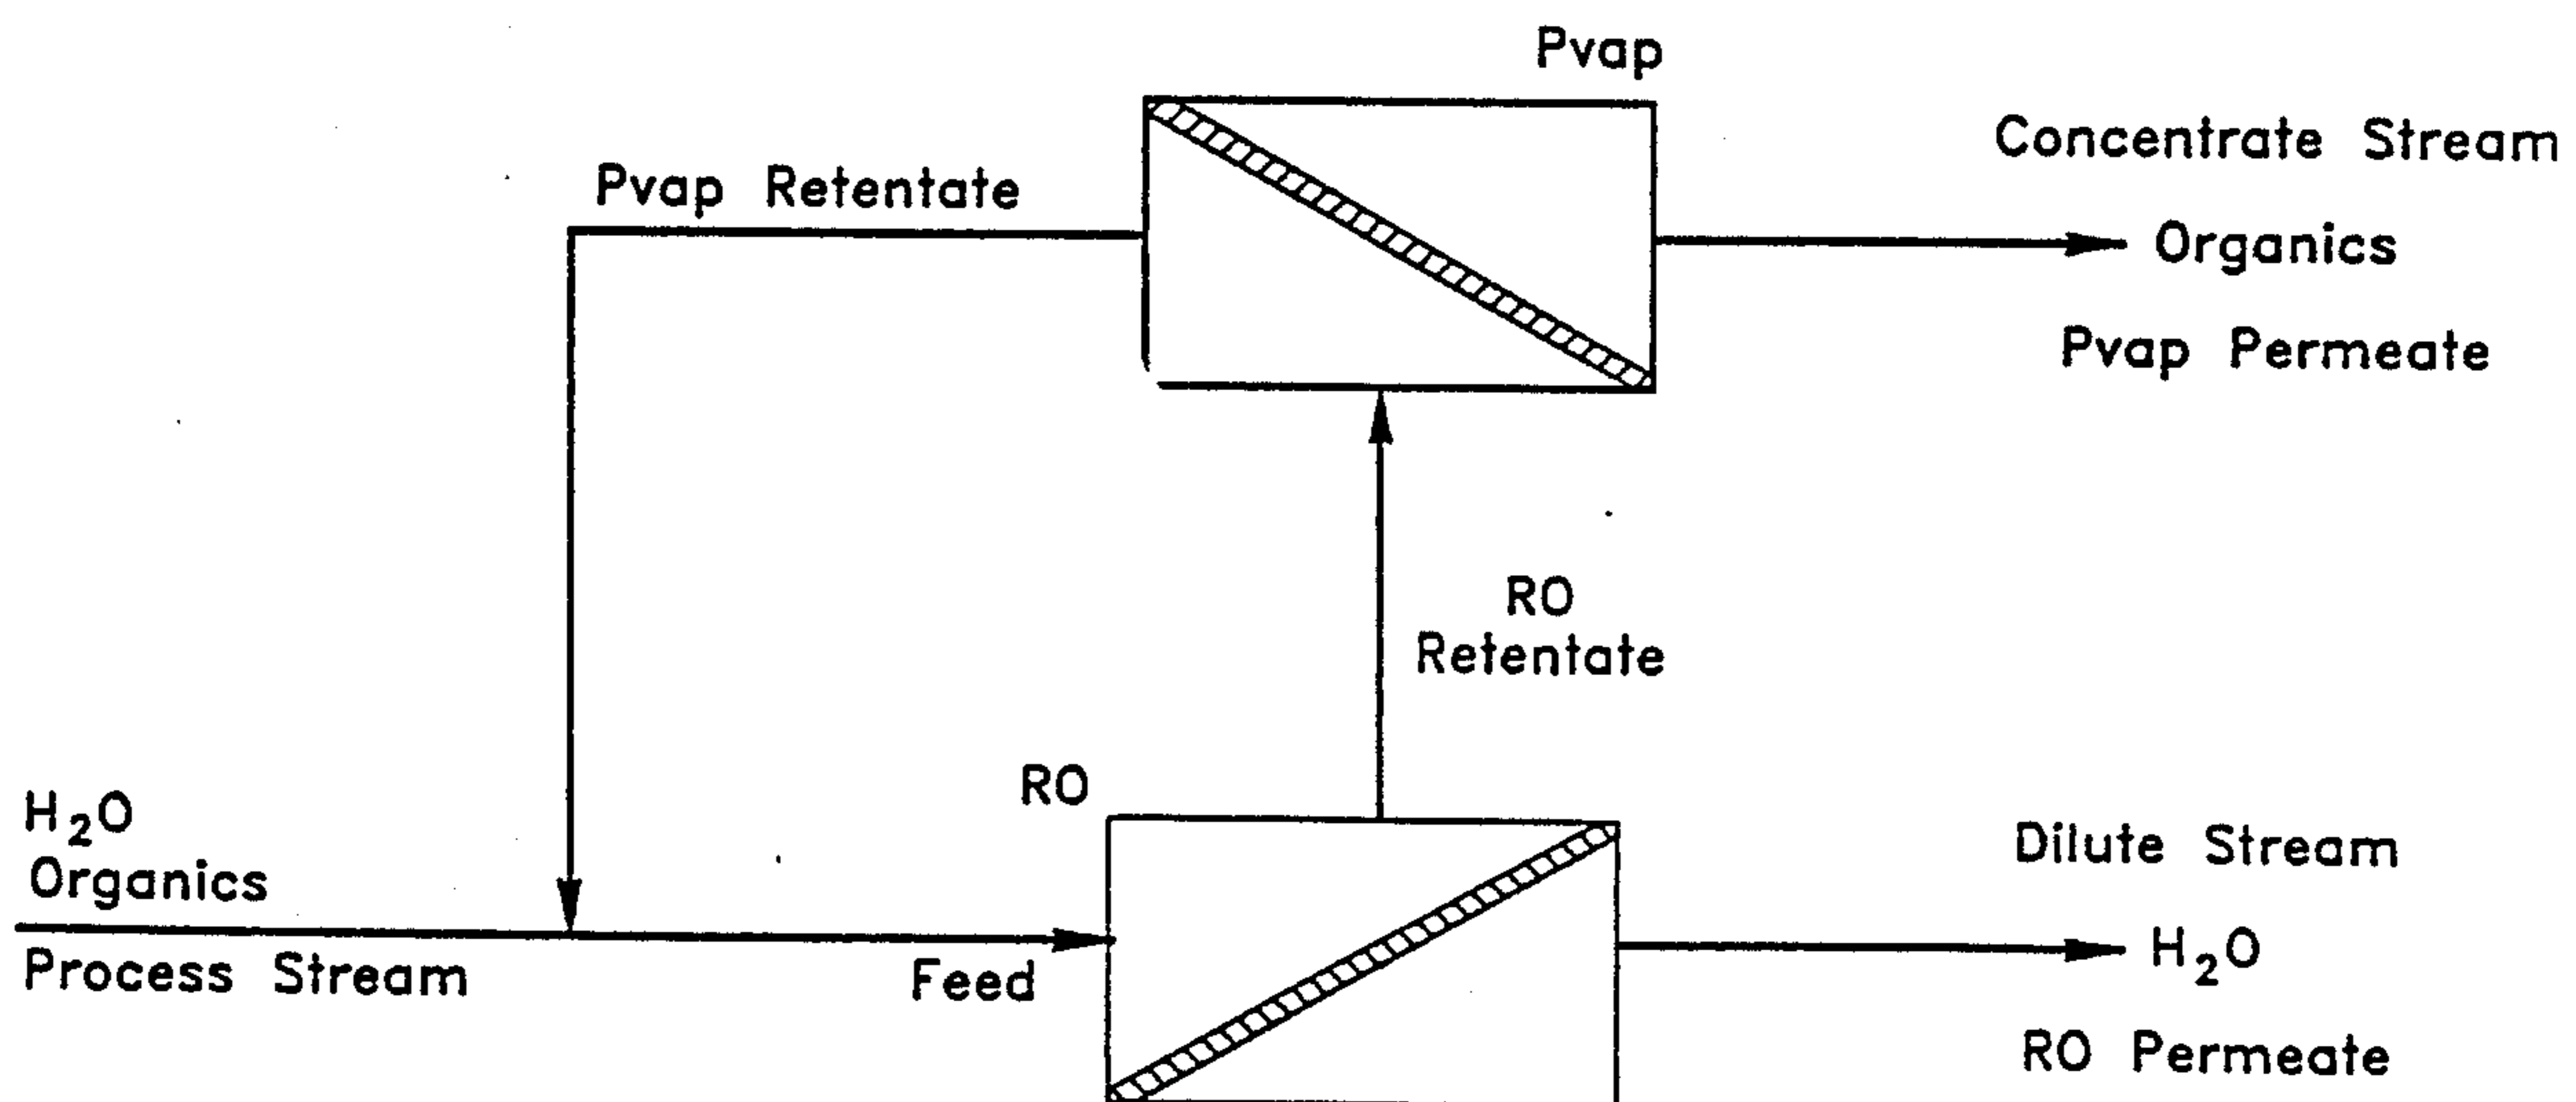 Pvap
Concentrate Stream
Pvap Retentate
Organics
Pvap Permeate
RO
Retentate
RO
H₂O
Organics
Dilute Stream
Process Stream
Feed
H₂O
RO Permeate